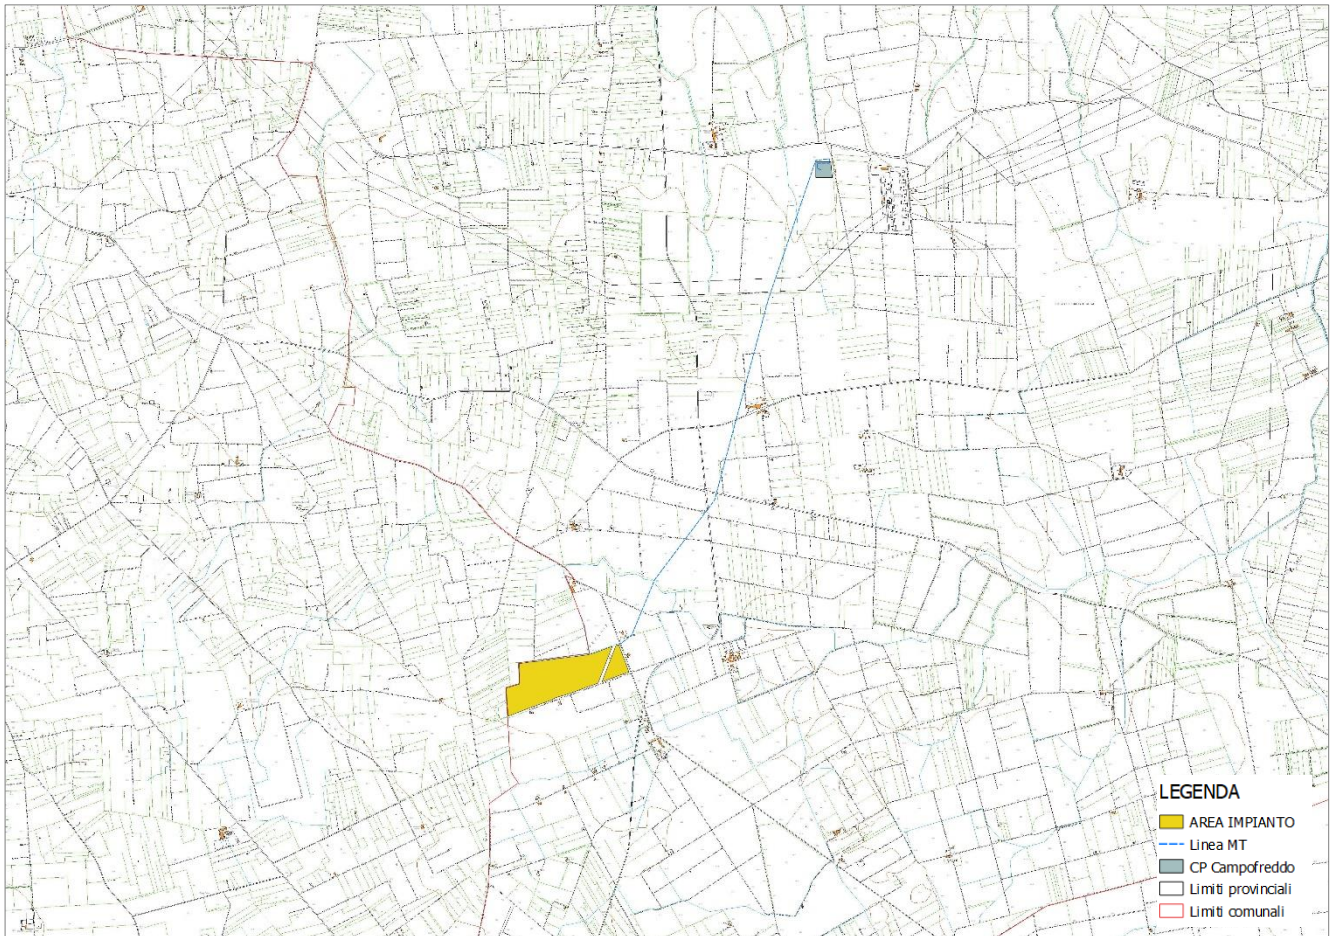 LEGENDA
AREA IMPIANTO
Linea MT
CP Campofreddo
Limiti provinciali
Limiti comunali